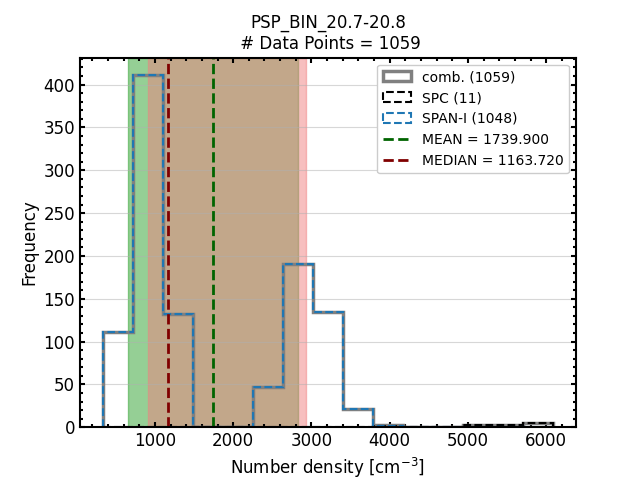 PSP_BIN_20.7-20.8
# Data Points = 1059
comb. (1059)
SPC (11)
SPAN-I (1048)
MEAN = 1739.900
MEDIAN = 1163.720
Frequency
400
350
300
250
200
150
100
50
0
1000 2000 3000 4000 5000 6000
Number density [cm⁻³]